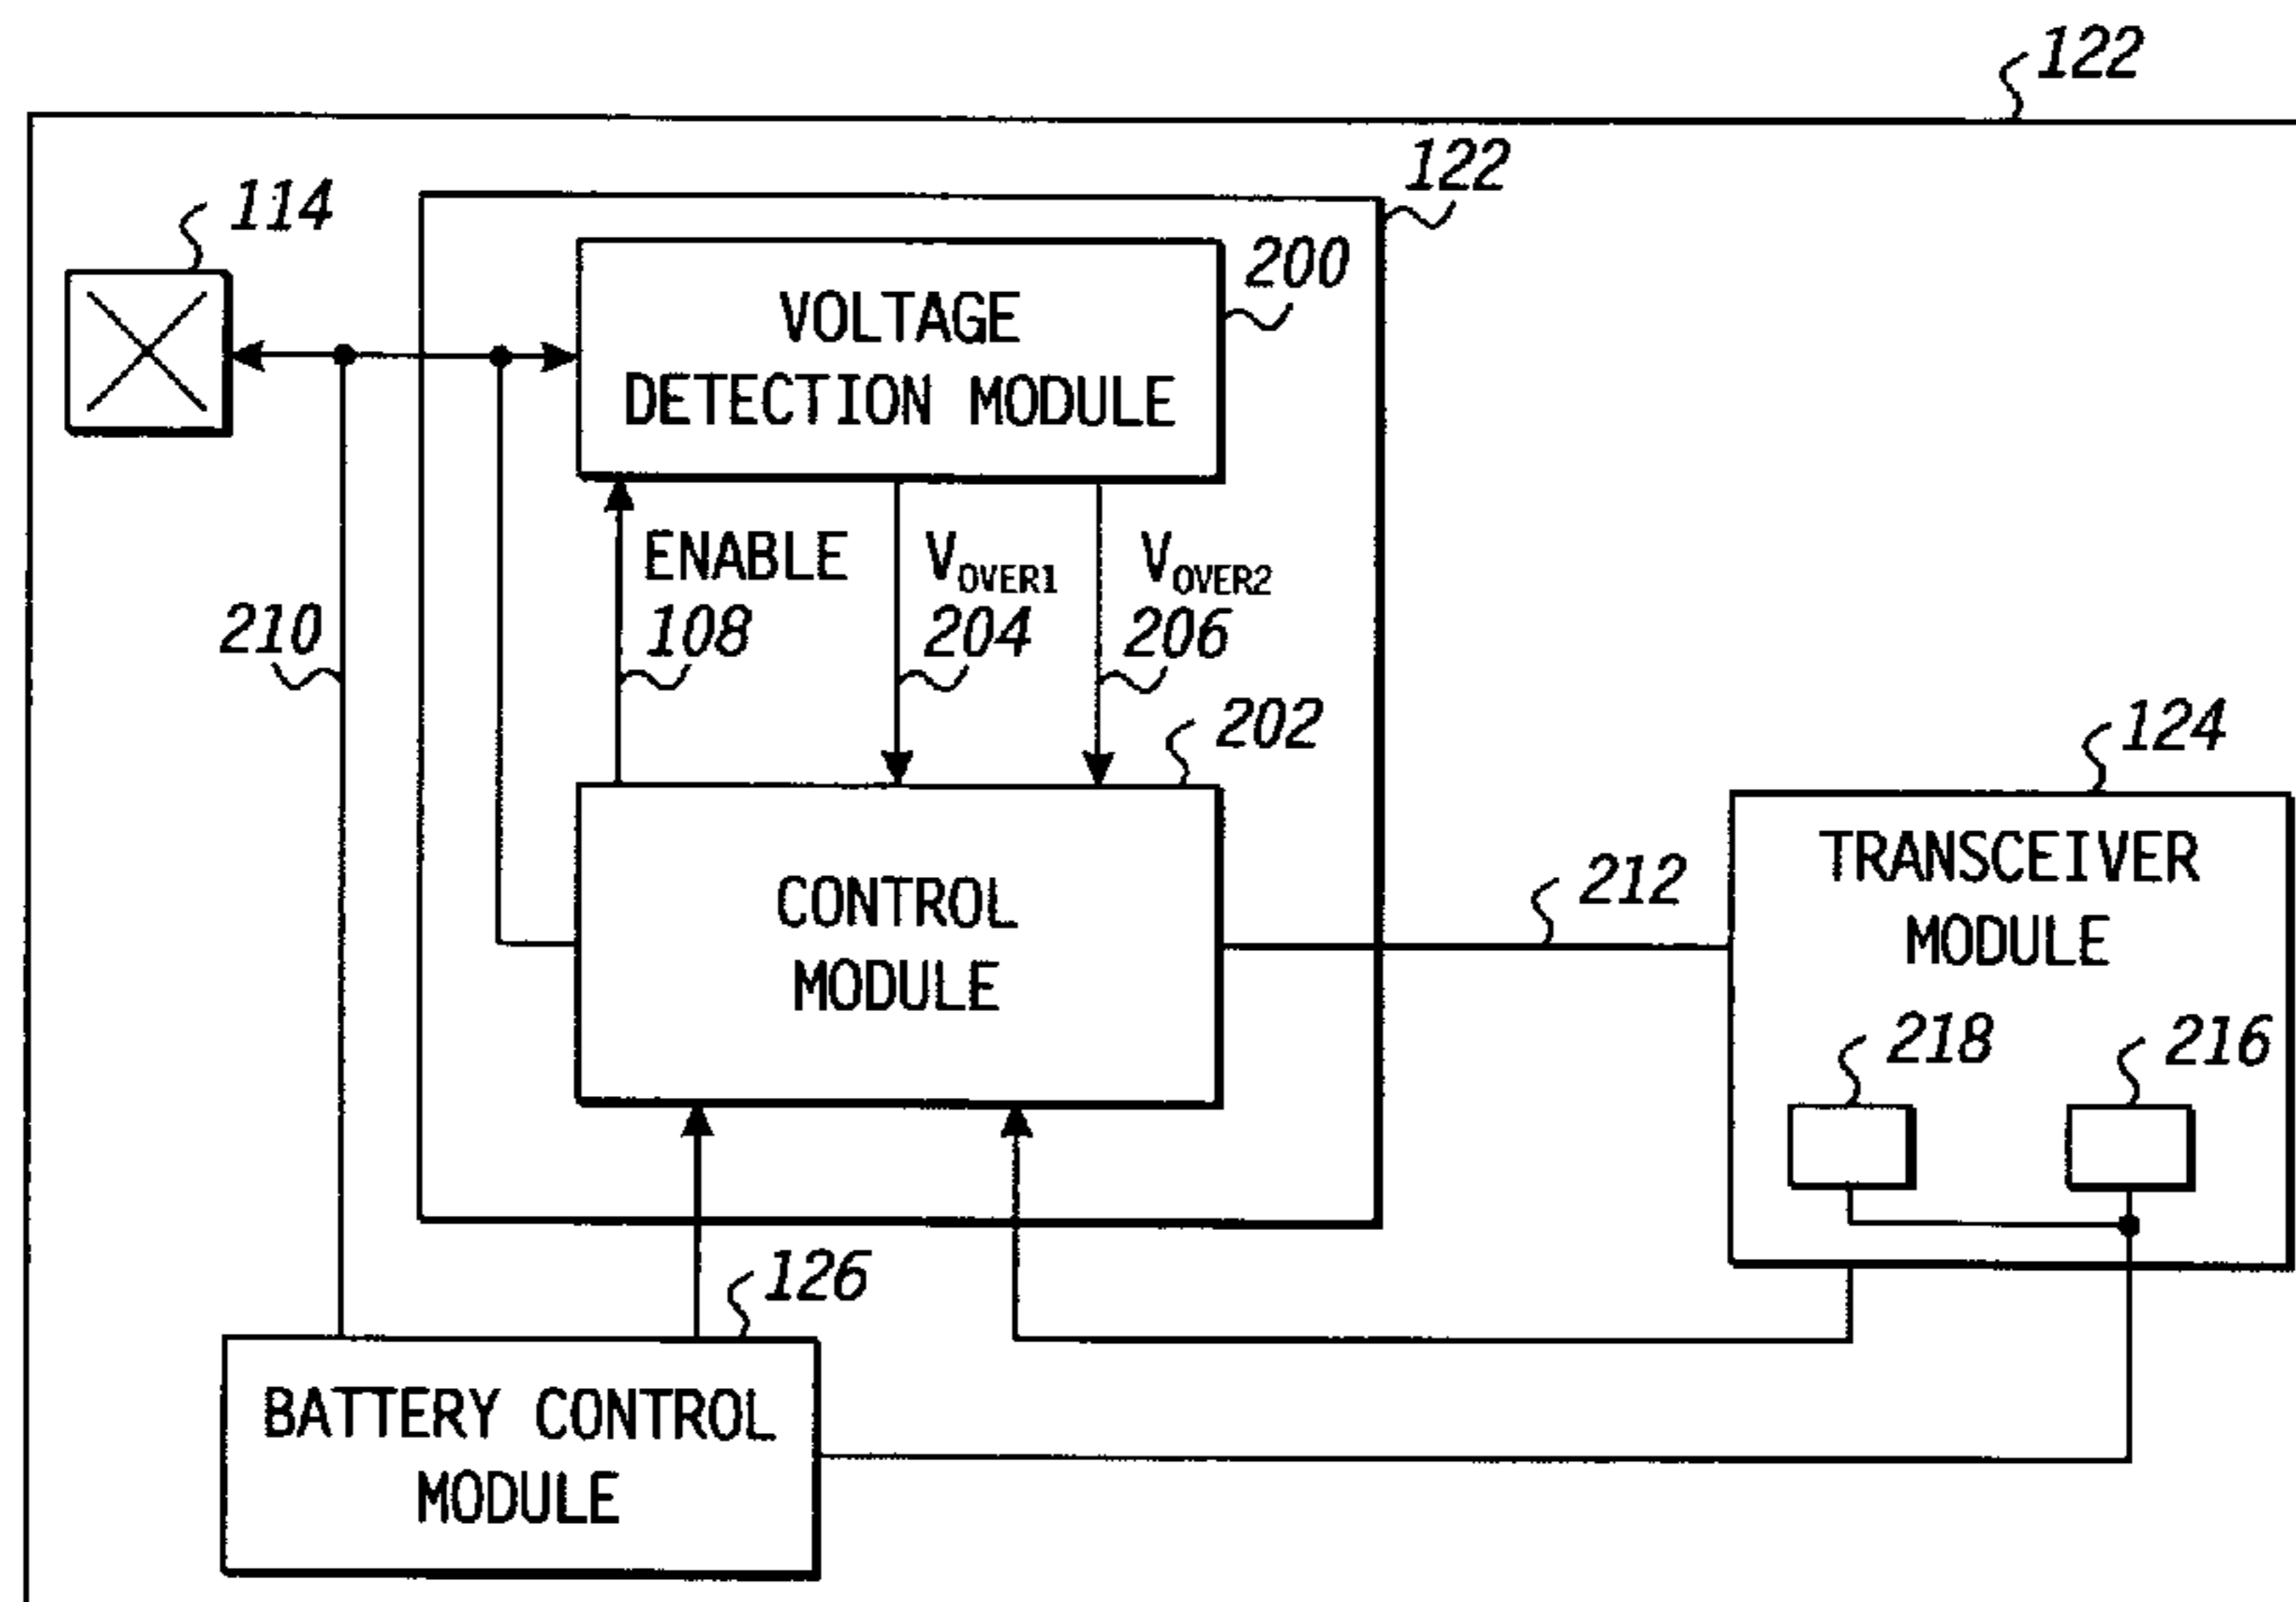 122
122
114
200
VOLTAGE
DETECTION MODULE
ENABLE
108
VOVER1
204
VOVER2
206
210
202
124
CONTROL
MODULE
212
TRANSCEIVER
MODULE
218
216
126
BATTERY CONTROL
MODULE